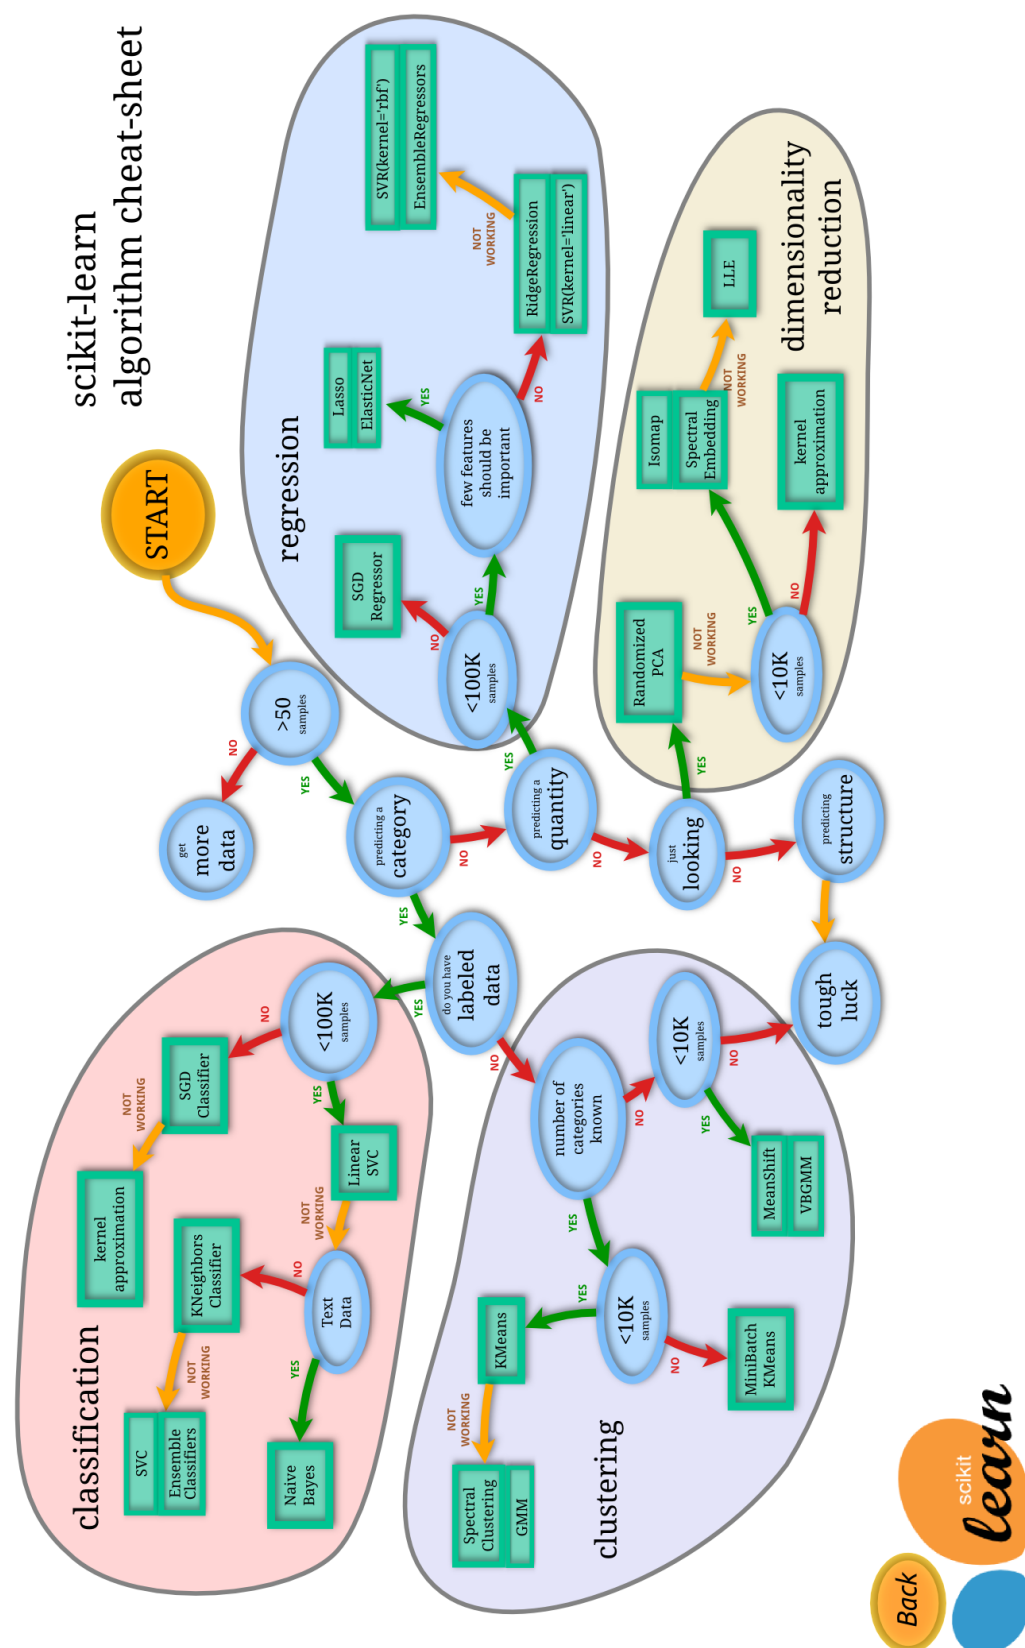 scikit-learn
algorithm cheat-sheet
classification
kernel
approximation
NOT
WORKING
SGD
Classifier
NO
SVC
Ensemble
Classifiers
NOT
WORKING
KNeighbors
Classifier
NO
Naive
Bayes
YES
Text
Data
NOT
WORKING
Linear
SVC
YES
<100K
samples
YES
START
get
more
data
NO
>50
samples
YES
predicting a
category
YES
NO
do you have
labeled
data
NO
predicting a
quantity
YES
NO
just
looking
YES
NO
predicting
structure
tough
luck
regression
SGD
Regressor
NO
<100K
samples
YES
few features
should be
important
YES
NO
Lasso
ElasticNet
SVR(kernel='rbf')
EnsembleRegressors
NOT
WORKING
RidgeRegression
SVR(kernel='linear')
clustering
Spectral
Clustering
GMM
NOT
WORKING
KMeans
YES
<10K
samples
NO
MiniBatch
KMeans
YES
number of
categories
known
NO
<10K
samples
YES
NO
MeanShift
VBGMM
dimensionality
reduction
Randomized
PCA
NOT
WORKING
<10K
samples
YES
NO
Isomap
Spectral
Embedding
NOT
WORKING
LLE
kernel
approximation
Back
scikit
learn